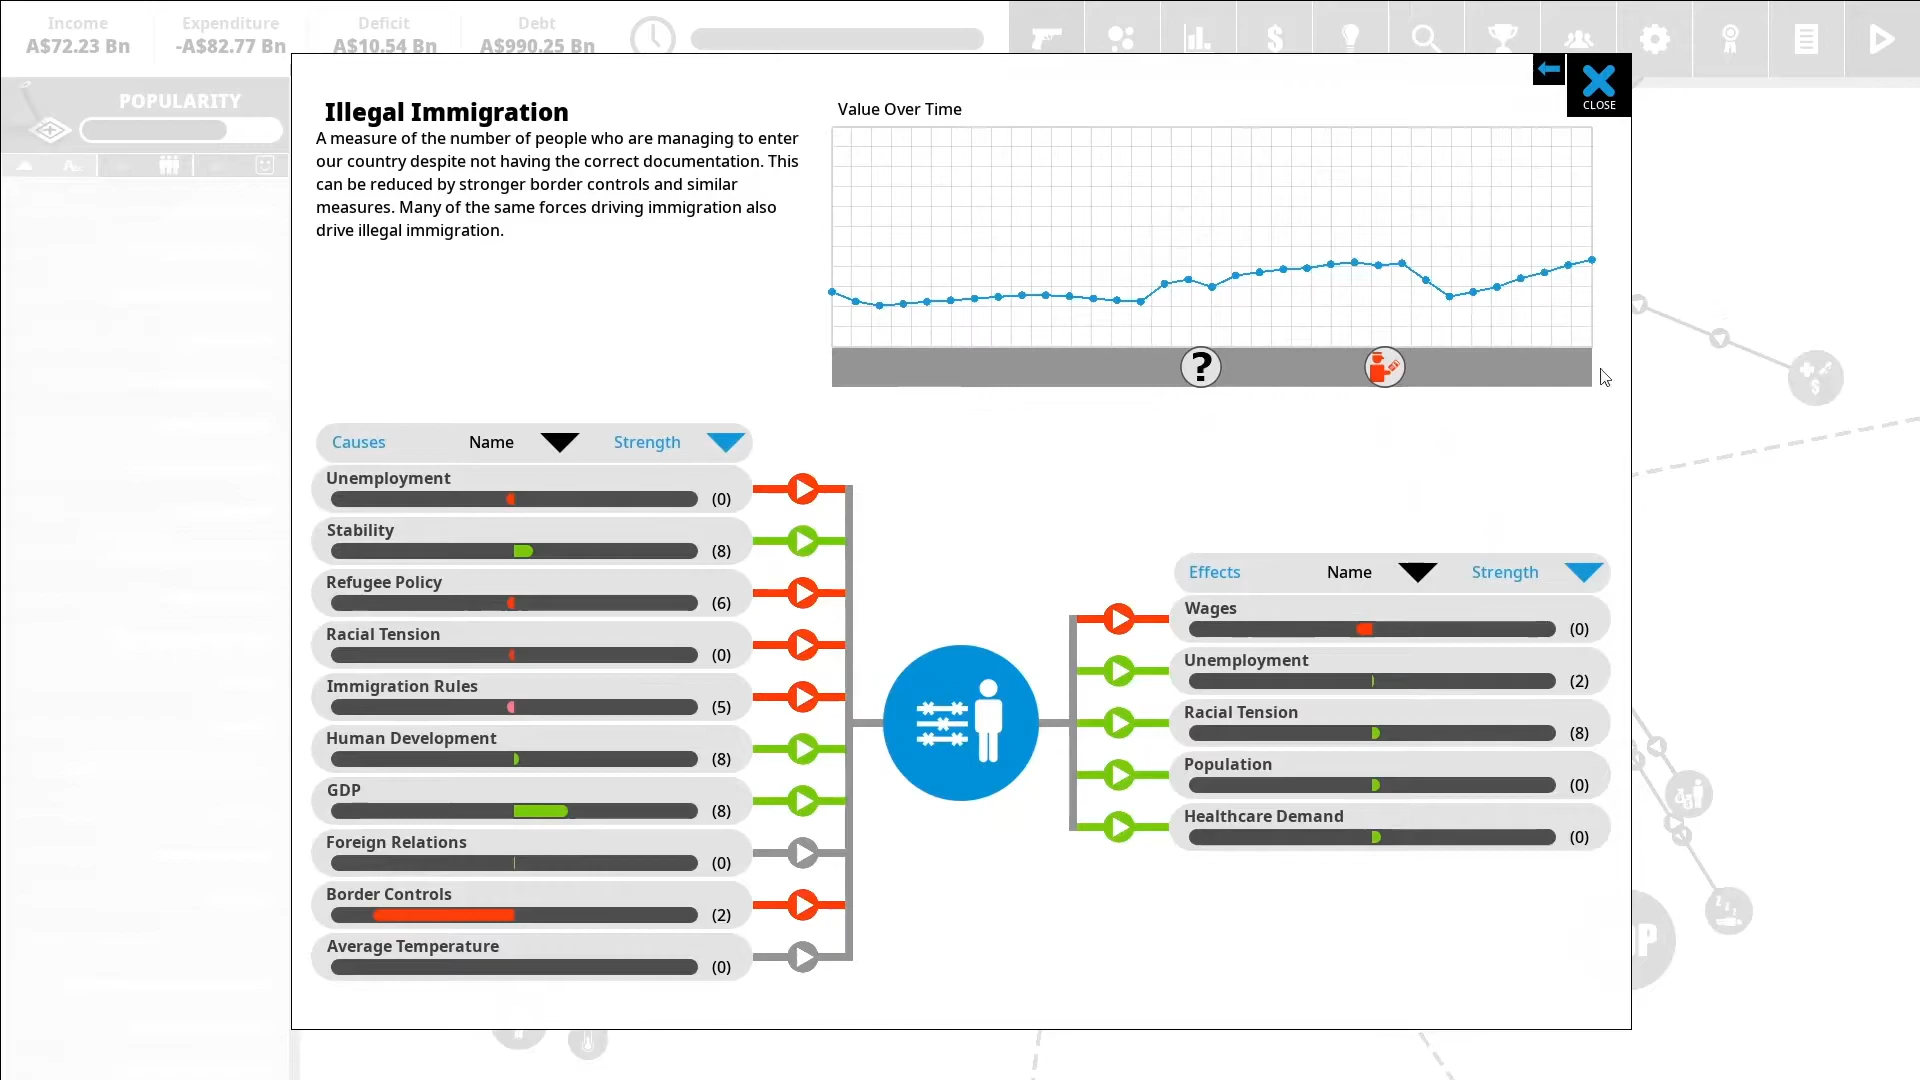 Income
Expenditure
Deficit
Debt
A$72.23 Bn
-A$82.77 Bn
A$10.54 Bn
A$990.25 Bn
POPULARITY
CLOSE
Illegal Immigration
A measure of the number of people who are managing to enter
our country despite not having the correct documentation. This
can be reduced by stronger border controls and similar
measures. Many of the same forces driving immigration also
drive illegal immigration.
Value Over Time
?
Causes Name Strength
Unemployment
(0)
Stability
(8)
Refugee Policy
(6)
Racial Tension
(0)
Immigration Rules
(5)
Human Development
(8)
GDP
(8)
Foreign Relations
(0)
Border Controls
(2)
Average Temperature
(0)
Effects Name Strength
Wages
(0)
Unemployment
(2)
Racial Tension
(8)
Population
(0)
Healthcare Demand
(0)